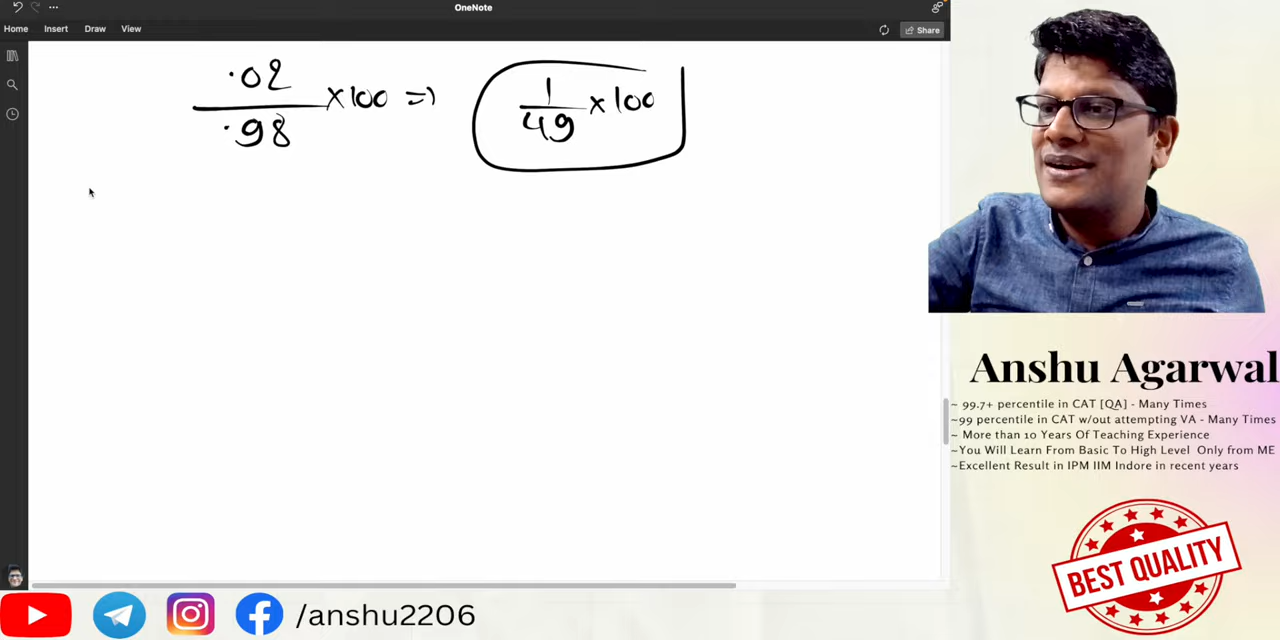 OneNote
Home Insert Draw View
Share
.02
.98
×100 =>
1
49
×100
Anshu Agarwal
~ 99.7+ percentile in CAT [QA] - Many Times
~99 percentile in CAT w/out attempting VA - Many Times
~ More than 10 Years Of Teaching Experience
~You Will Learn From Basic To High Level Only from ME
~Excellent Result in IPM IIM Indore in recent years
BEST QUALITY
/anshu2206